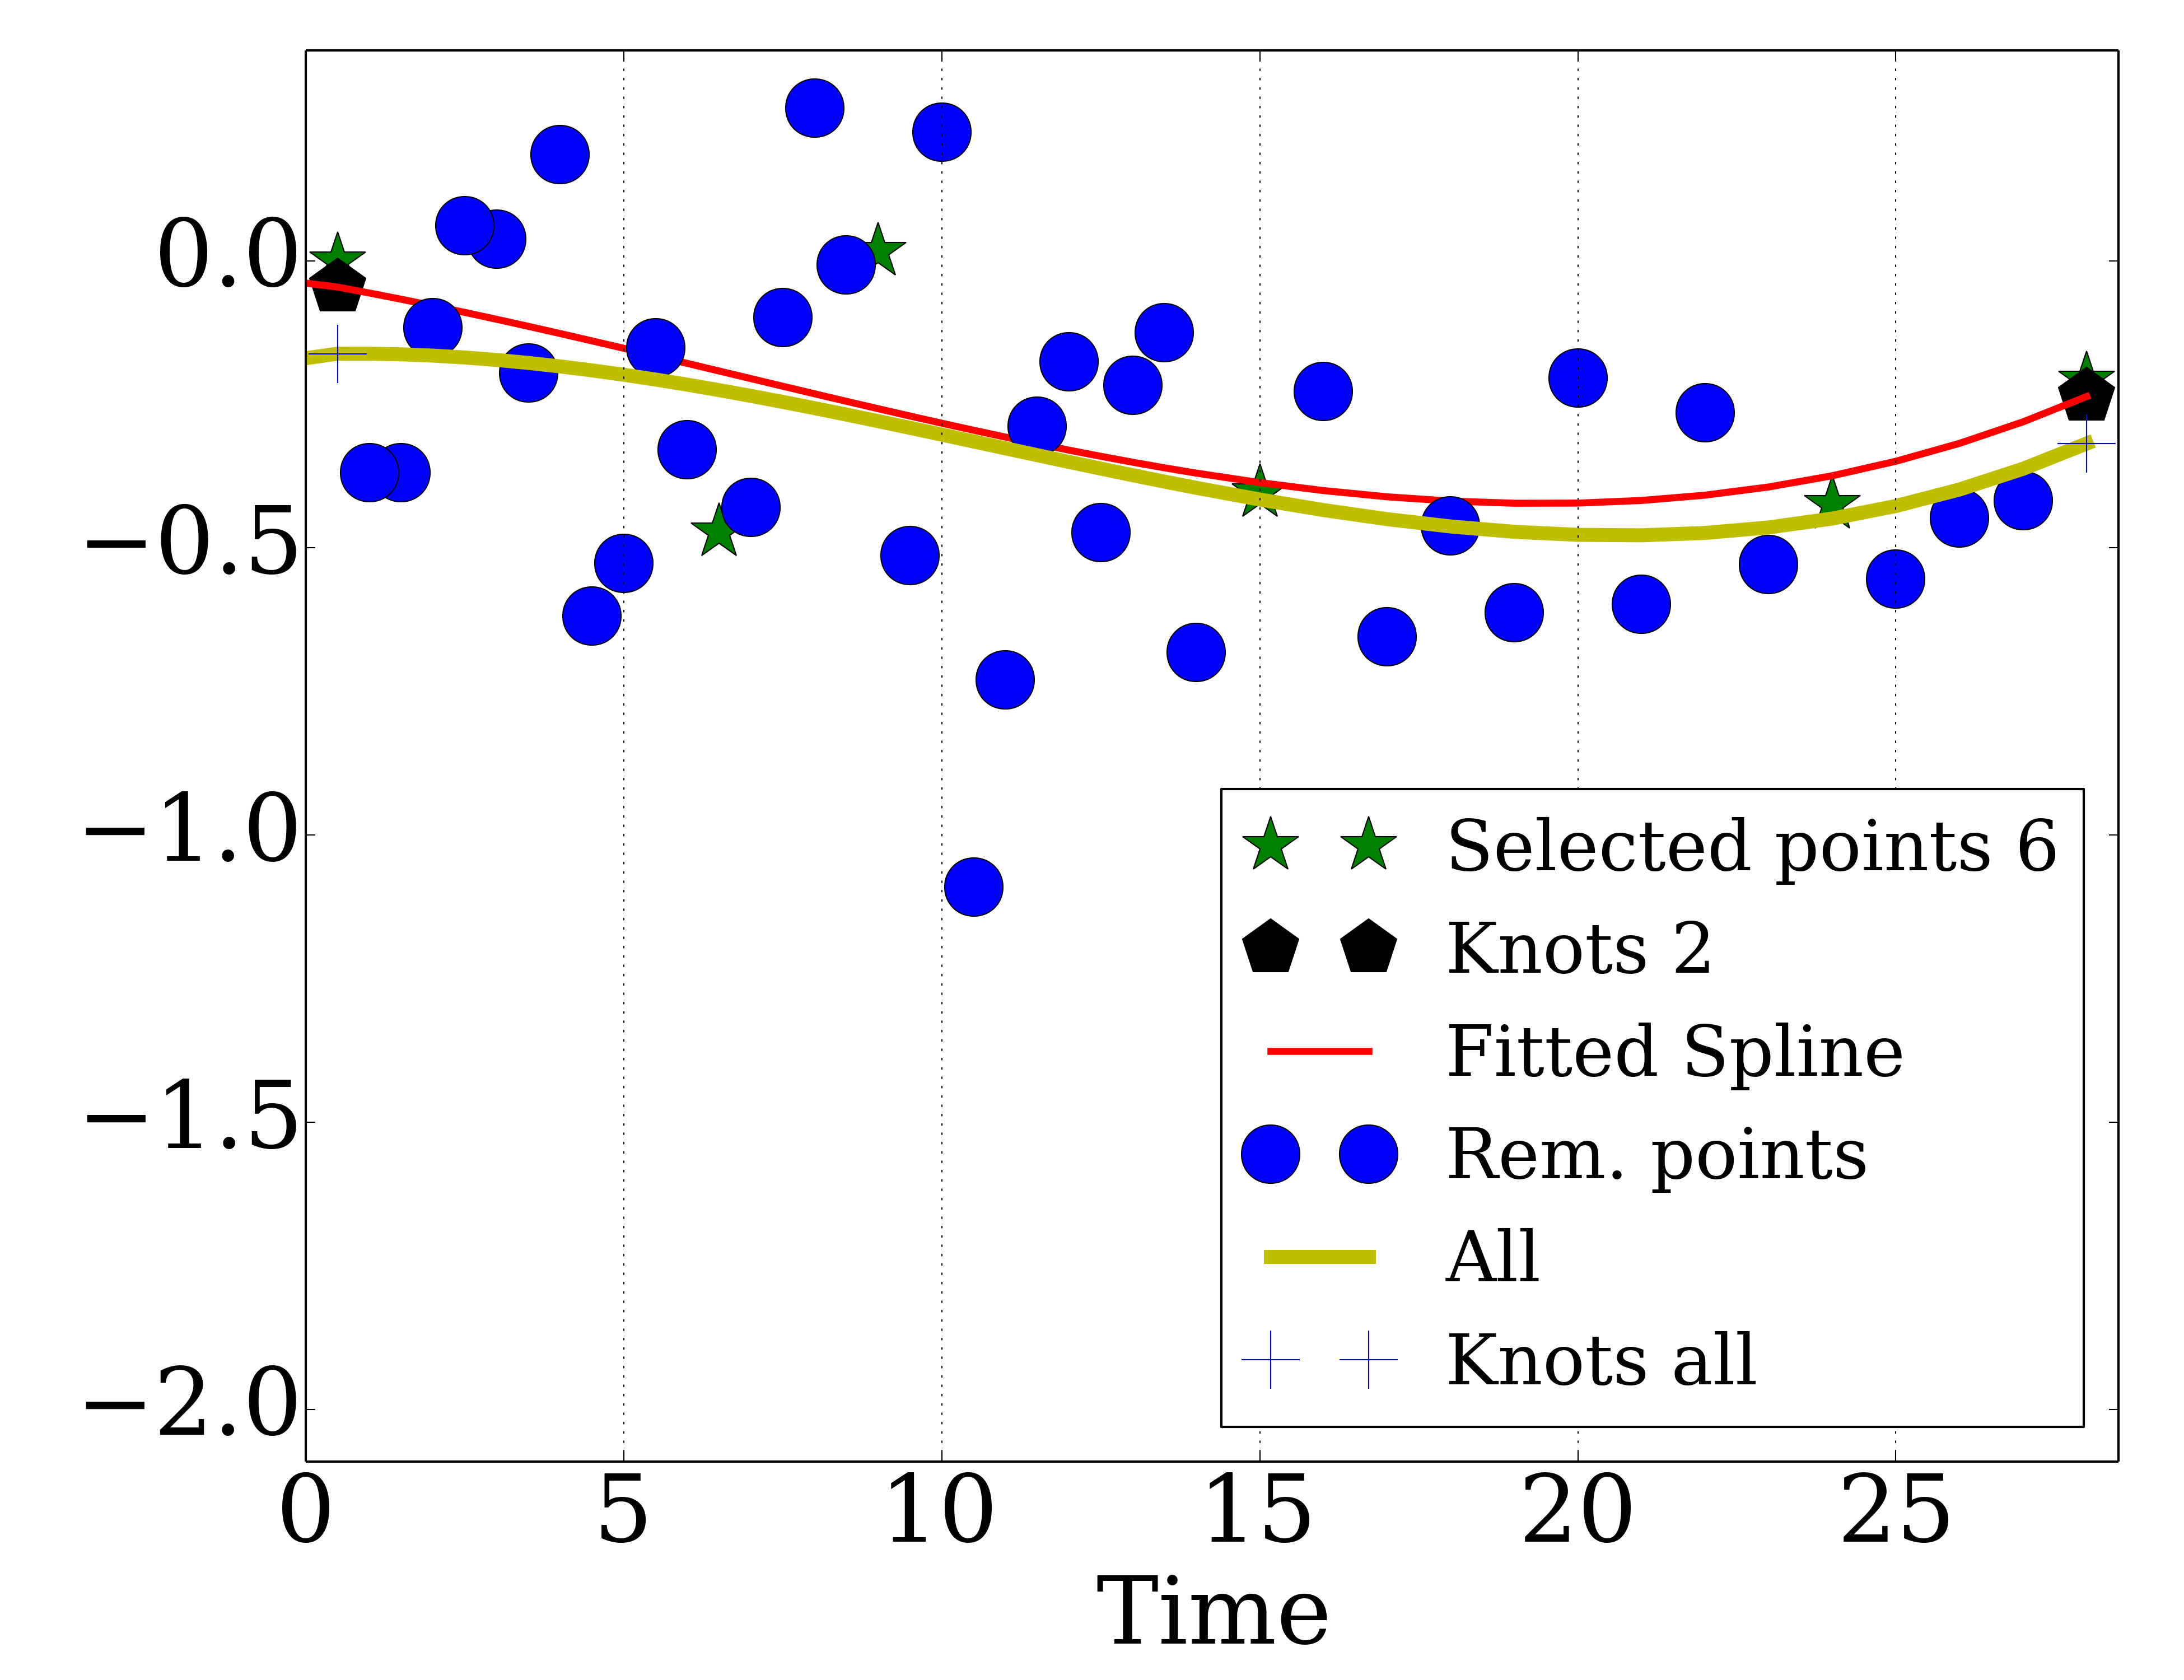 0.0
−0.5
−1.0
−1.5
−2.0
Selected points 6
Knots 2
Fitted Spline
Rem. points
All
Knots all
0 5 10 15 20 25
Time